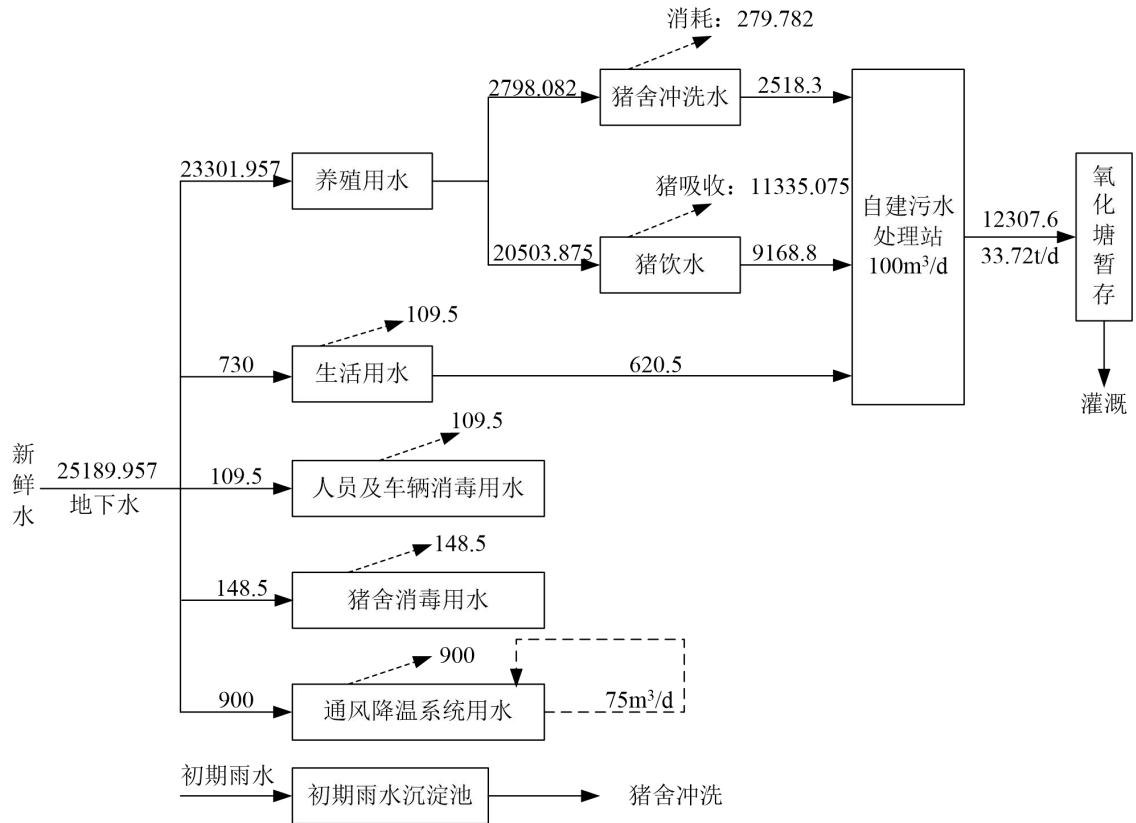 消耗：279.782
2798.082
猪舍冲洗水
2518.3
23301.957
养殖用水
猪吸收：11335.075
20503.875
猪饮水
9168.8
自建污水
处理站
100m³/d
12307.6
33.72t/d
氧
化
塘
暂
存
灌溉
109.5
730
生活用水
620.5
新
鲜
水
25189.957
地下水
109.5
109.5
人员及车辆消毒用水
148.5
148.5
猪舍消毒用水
900
900
通风降温系统用水
75m³/d
初期雨水
初期雨水沉淀池
猪舍冲洗